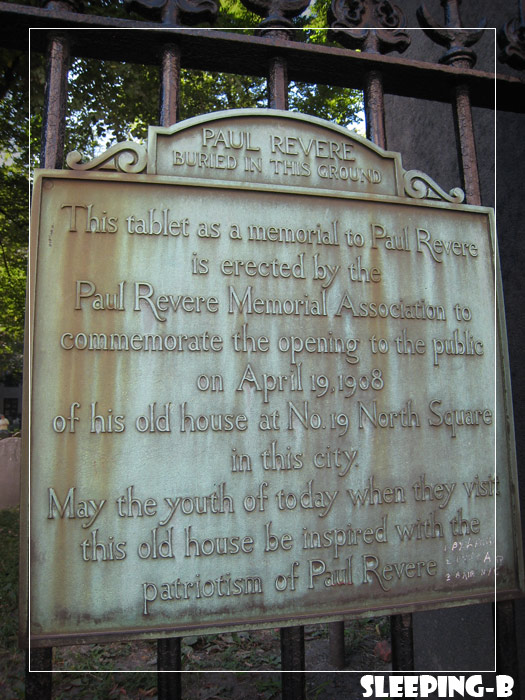 PAUL REVERE
BURIED IN THIS GROUND
This tablet as a memorial to Paul Revere
is erected by the
Paul Revere Memorial Association to
commemorate the opening to the public
on April 19, 1908
of his old house at No. 19 North Square
in this city.
May the youth of today when they visit
this old house be inspired with the
patriotism of Paul Revere
SLEEPING-B